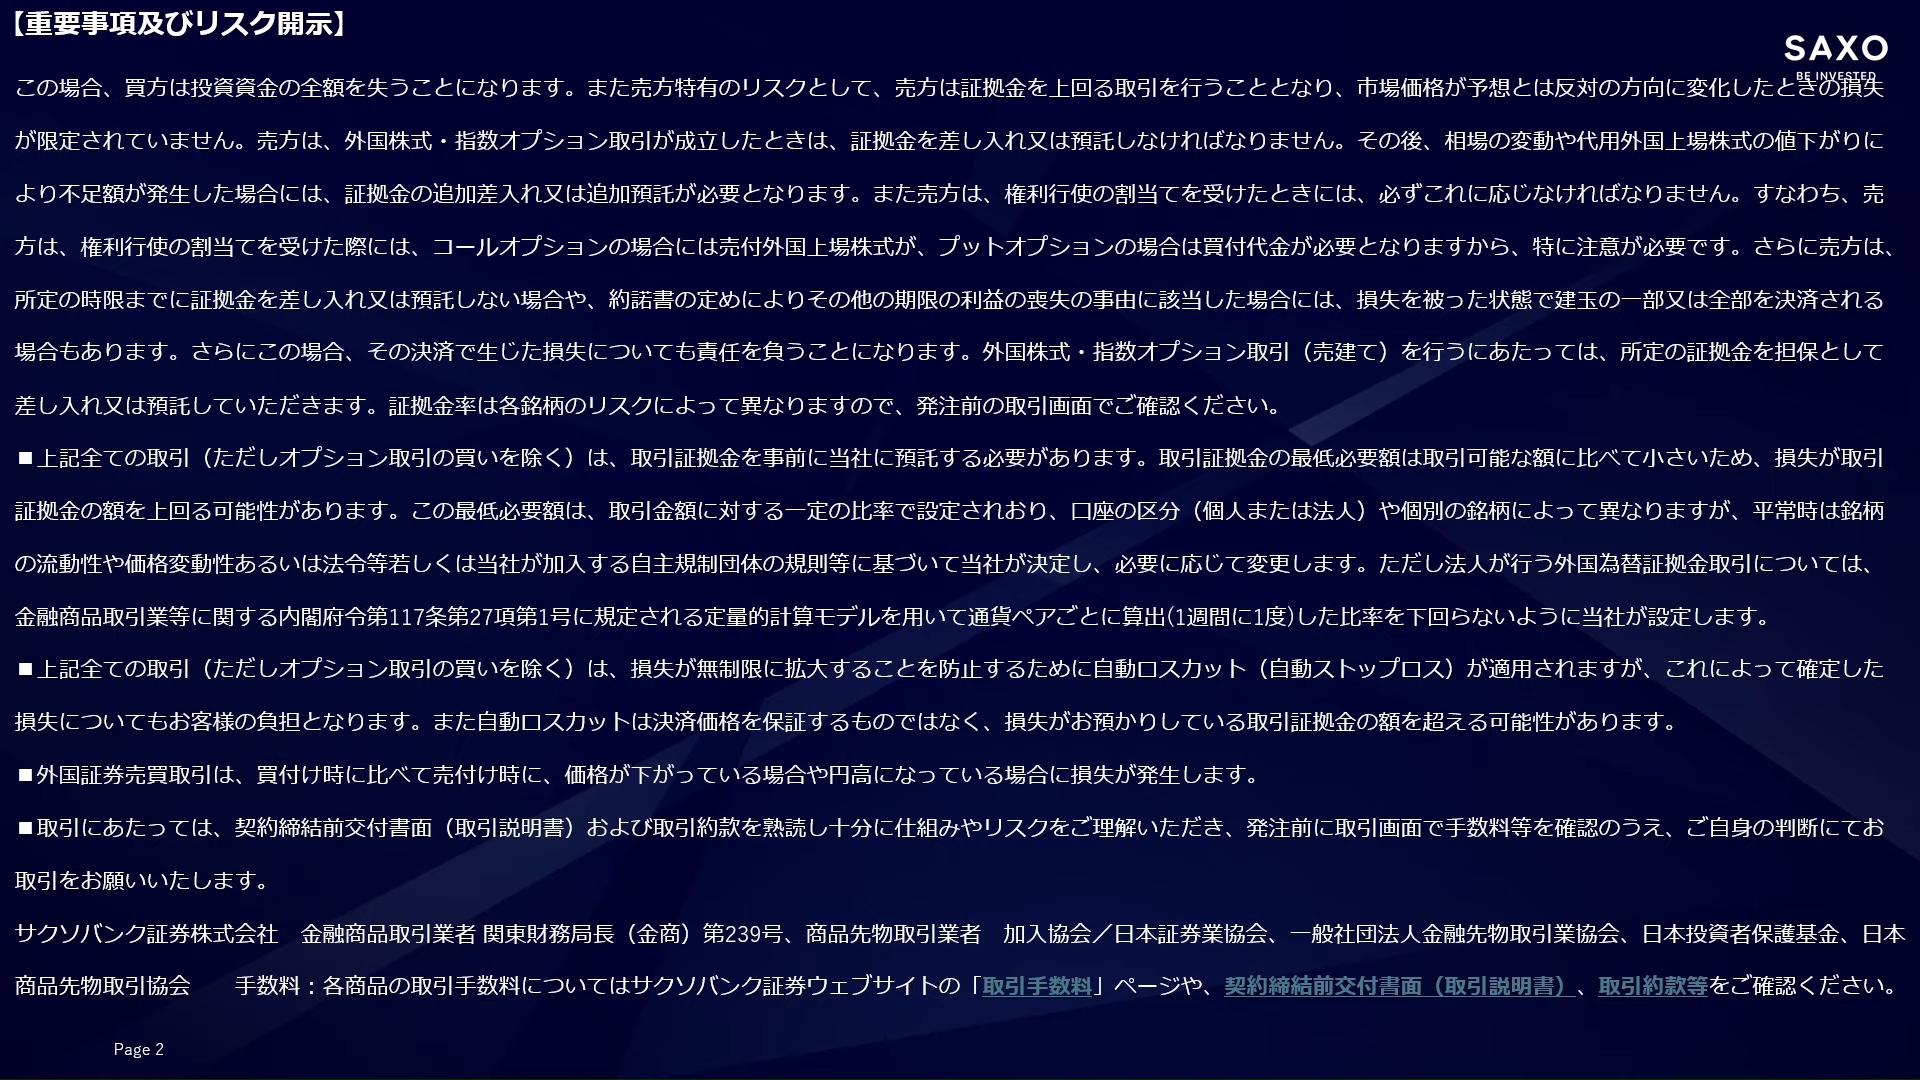 【重要事項及びリスク開示】
SAXO
BE INVESTED
この場合、買方は投資資金の全額を失うことになります。また売方特有のリスクとして、売方は証拠金を上回る取引を行うこととなり、市場価格が予想とは反対の方向に変化したときの損失
が限定されていません。売方は、外国株式・指数オプション取引が成立したときは、証拠金を差し入れ又は預託しなければなりません。その後、相場の変動や代用外国上場株式の値下がりに
より不足額が発生した場合には、証拠金の追加差入れ又は追加預託が必要となります。また売方は、権利行使の割当てを受けたときには、必ずこれに応じなければなりません。すなわち、売
方は、権利行使の割当てを受けた際には、コールオプションの場合には売付外国上場株式が、プットオプションの場合は買付代金が必要となりますから、特に注意が必要です。さらに売方は、
所定の時限までに証拠金を差し入れ又は預託しない場合や、約諾書の定めによりその他の期限の利益の喪失の事由に該当した場合には、損失を被った状態で建玉の一部又は全部を決済される
場合もあります。さらにこの場合、その決済で生じた損失についても責任を負うことになります。外国株式・指数オプション取引（売建て）を行うにあたっては、所定の証拠金を担保として
差し入れ又は預託していただきます。証拠金率は各銘柄のリスクによって異なりますので、発注前の取引画面でご確認ください。
■上記全ての取引（ただしオプション取引の買いを除く）は、取引証拠金を事前に当社に預託する必要があります。取引証拠金の最低必要額は取引可能な額に比べて小さいため、損失が取引
証拠金の額を上回る可能性があります。この最低必要額は、取引金額に対する一定の比率で設定されおり、口座の区分（個人または法人）や個別の銘柄によって異なりますが、平常時は銘柄
の流動性や価格変動性あるいは法令等若しくは当社が加入する自主規制団体の規則等に基づいて当社が決定し、必要に応じて変更します。ただし法人が行う外国為替証拠金取引については、
金融商品取引業等に関する内閣府令第117条第27項第1号に規定される定量的計算モデルを用いて通貨ペアごとに算出(1週間に1度)した比率を下回らないように当社が設定します。
■上記全ての取引（ただしオプション取引の買いを除く）は、損失が無制限に拡大することを防止するために自動ロスカット（自動ストップロス）が適用されますが、これによって確定した
損失についてもお客様の負担となります。また自動ロスカットは決済価格を保証するものではなく、損失がお預かりしている取引証拠金の額を超える可能性があります。
■外国証券売買取引は、買付け時に比べて売付け時に、価格が下がっている場合や円高になっている場合に損失が発生します。
■取引にあたっては、契約締結前交付書面（取引説明書）および取引約款を熟読し十分に仕組みやリスクをご理解いただき、発注前に取引画面で手数料等を確認のうえ、ご自身の判断にてお
取引をお願いいたします。
サクソバンク証券株式会社　金融商品取引業者 関東財務局長（金商）第239号、商品先物取引業者　加入協会／日本証券業協会、一般社団法人金融先物取引業協会、日本投資者保護基金、日本
商品先物取引協会　　手数料：各商品の取引手数料についてはサクソバンク証券ウェブサイトの「取引手数料」ページや、契約締結前交付書面（取引説明書）、取引約款等をご確認ください。
Page 2